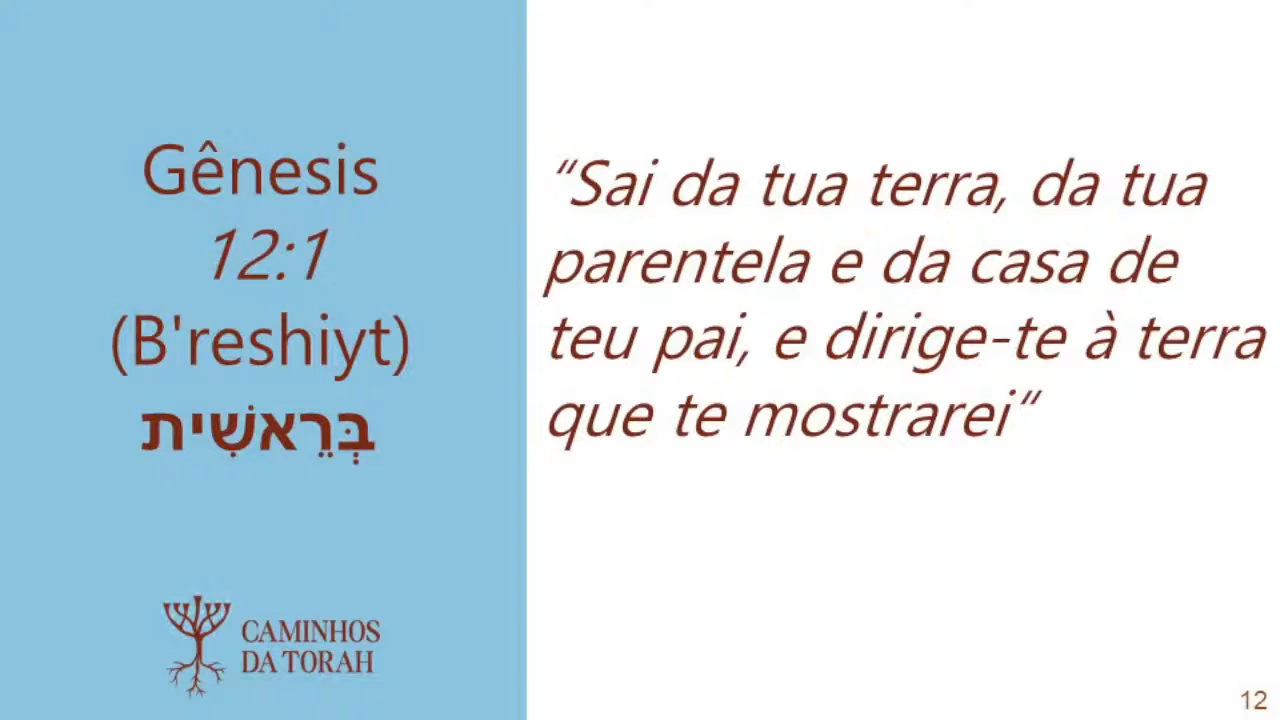 Gênesis
12:1
(B'reshiyt)
בְּרֵאשִׁית
CAMINHOS
DA TORAH
“Sai da tua terra, da tua
parentela e da casa de
teu pai, e dirige-te à terra
que te mostrarei“
12